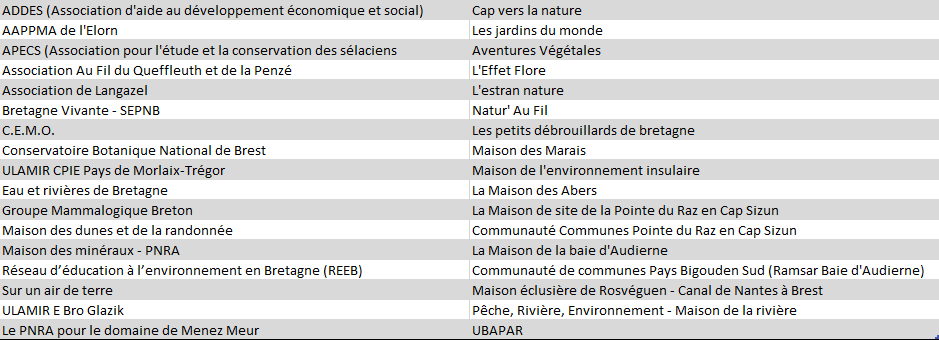 ADDES (Association d'aide au développement économique et social) Cap vers la nature
AAPPMA de l'Elorn Les jardins du monde
APECS (Association pour l'étude et la conservation des sélaciens Aventures Végétales
Association Au Fil du Queffleuth et de la Penzé L'Effet Flore
Association de Langazel L'estran nature
Bretagne Vivante - SEPNB Natur' Au Fil
C.E.M.O. Les petits débrouillards de bretagne
Conservatoire Botanique National de Brest Maison des Marais
ULAMIR CPIE Pays de Morlaix-Trégor Maison de l'environnement insulaire
Eau et rivières de Bretagne La Maison des Abers
Groupe Mammalogique Breton La Maison de site de la Pointe du Raz en Cap Sizun
Maison des dunes et de la randonnée Communauté Communes Pointe du Raz en Cap Sizun
Maison des minéraux - PNRA La Maison de la baie d'Audierne
Réseau d’éducation à l’environnement en Bretagne (REEB) Communauté de communes Pays Bigouden Sud (Ramsar Baie d'Audierne)
Sur un air de terre Maison éclusière de Rosvéguen - Canal de Nantes à Brest
ULAMIR E Bro Glazik Pêche, Rivière, Environnement - Maison de la rivière
Le PNRA pour le domaine de Menez Meur UBAPAR